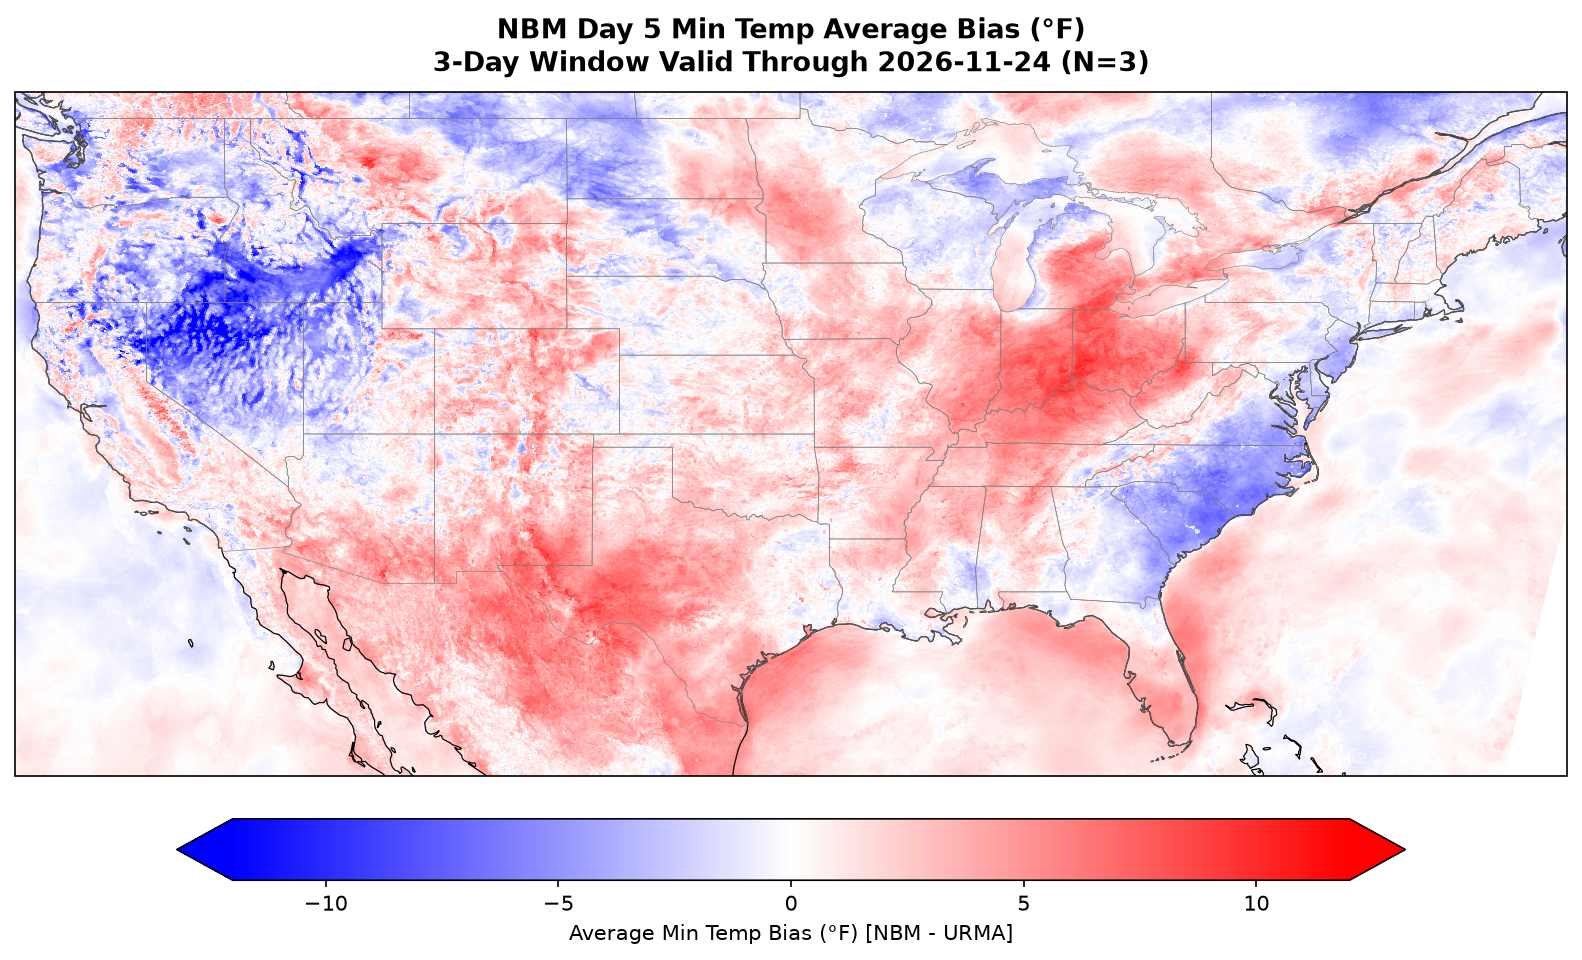 NBM Day 5 Min Temp Average Bias (°F)
3-Day Window Valid Through 2026-11-24 (N=3)
−10 −5 0 5 10
Average Min Temp Bias (°F) [NBM - URMA]